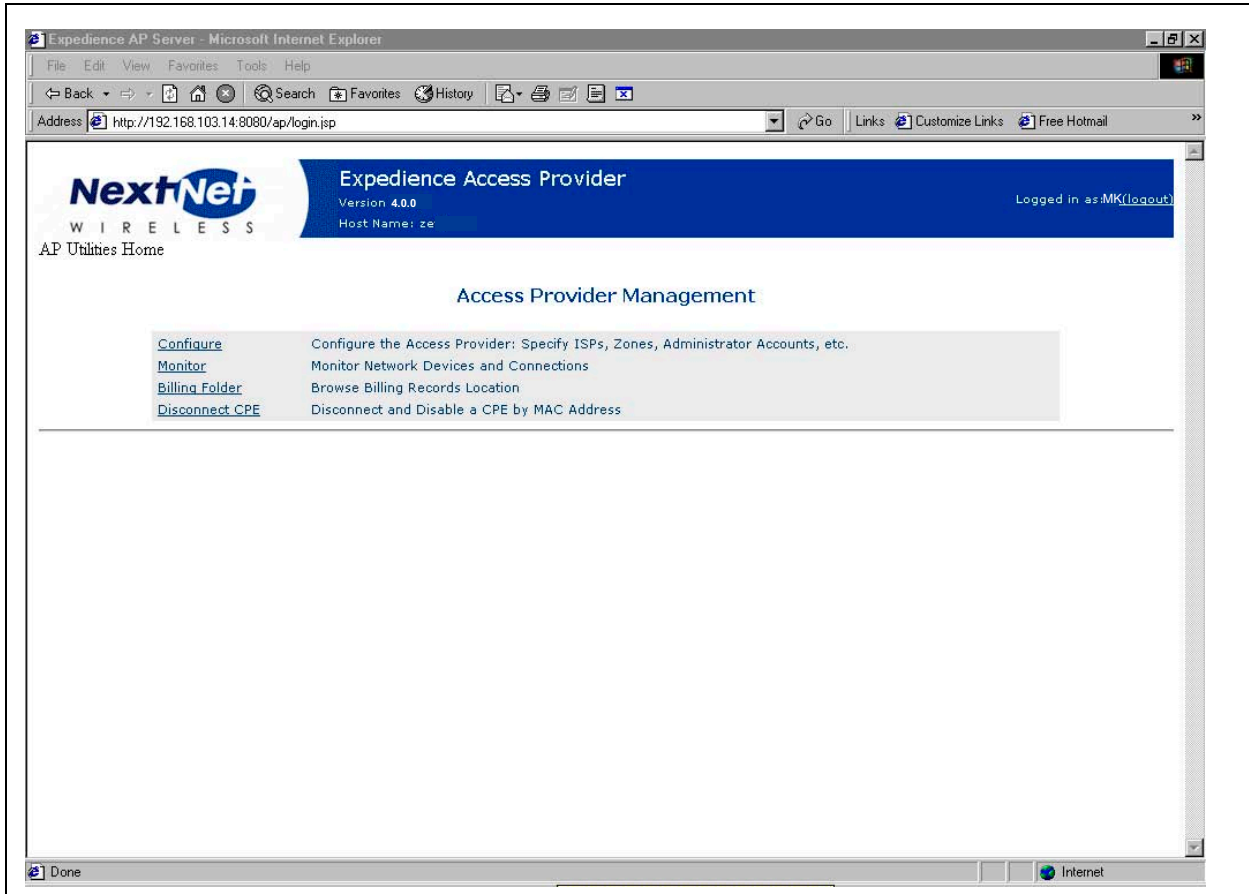 Expedience AP Server - Microsoft Internet Explorer
File Edit View Favorites Tools Help
Back Search Favorites History
Address http://192.168.103.14:8080/ap/login.jsp Go Links Customize Links Free Hotmail »
NextNet
WIRELESS
Expedience Access Provider
Version 4.0.0
Host Name: ze
Logged in as:MK(logout)
AP Utilities Home
Access Provider Management
Configure Configure the Access Provider: Specify ISPs, Zones, Administrator Accounts, etc.
Monitor Monitor Network Devices and Connections
Billing Folder Browse Billing Records Location
Disconnect CPE Disconnect and Disable a CPE by MAC Address
Done Internet